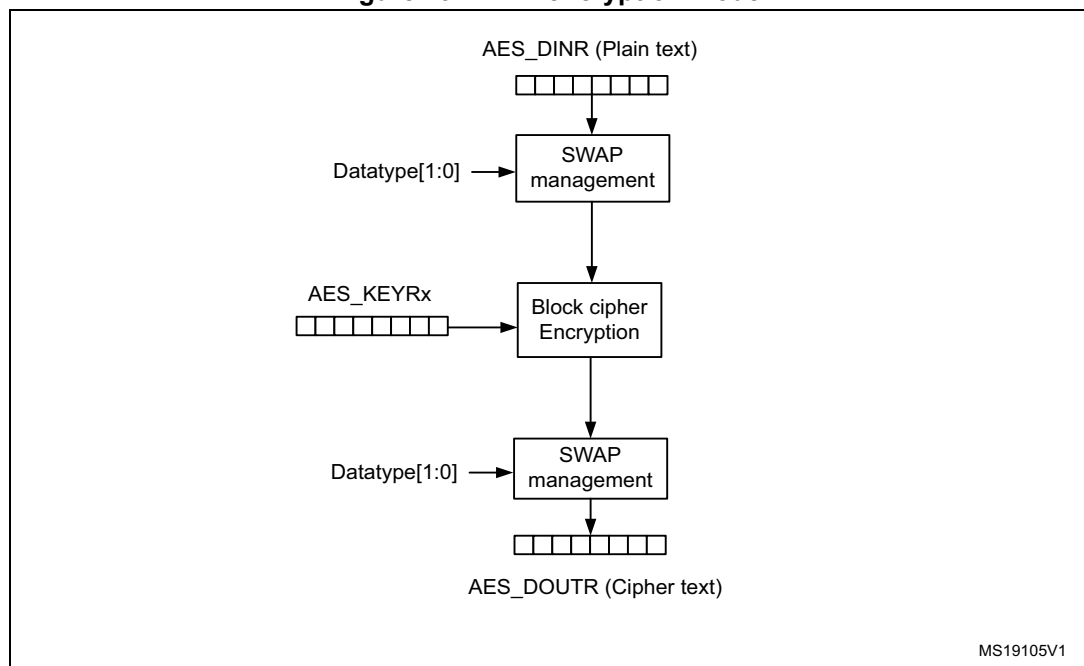 AES_DINR (Plain text)
SWAP
management
Datatype[1:0]
AES_KEYRx
Block cipher
Encryption
SWAP
management
Datatype[1:0]
AES_DOUTR (Cipher text)
MS19105V1